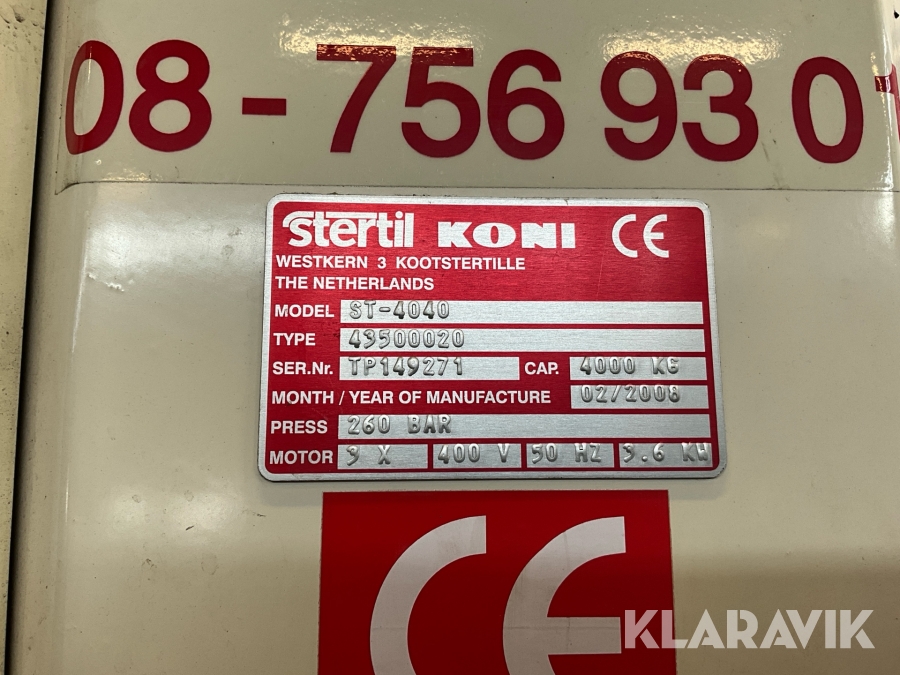 08-756 93 0
Stertil KONI CE
WESTKERN 3 KOOTSTERTILLE
THE NETHERLANDS
MODEL ST-4040
TYPE 43500020
SER.Nr. TP149271 CAP. 4000 KG
MONTH / YEAR OF MANUFACTURE 02/2008
PRESS 260 BAR
MOTOR 3 X 400 V 50 HZ 3.6 KW
CE
KLARAVIK